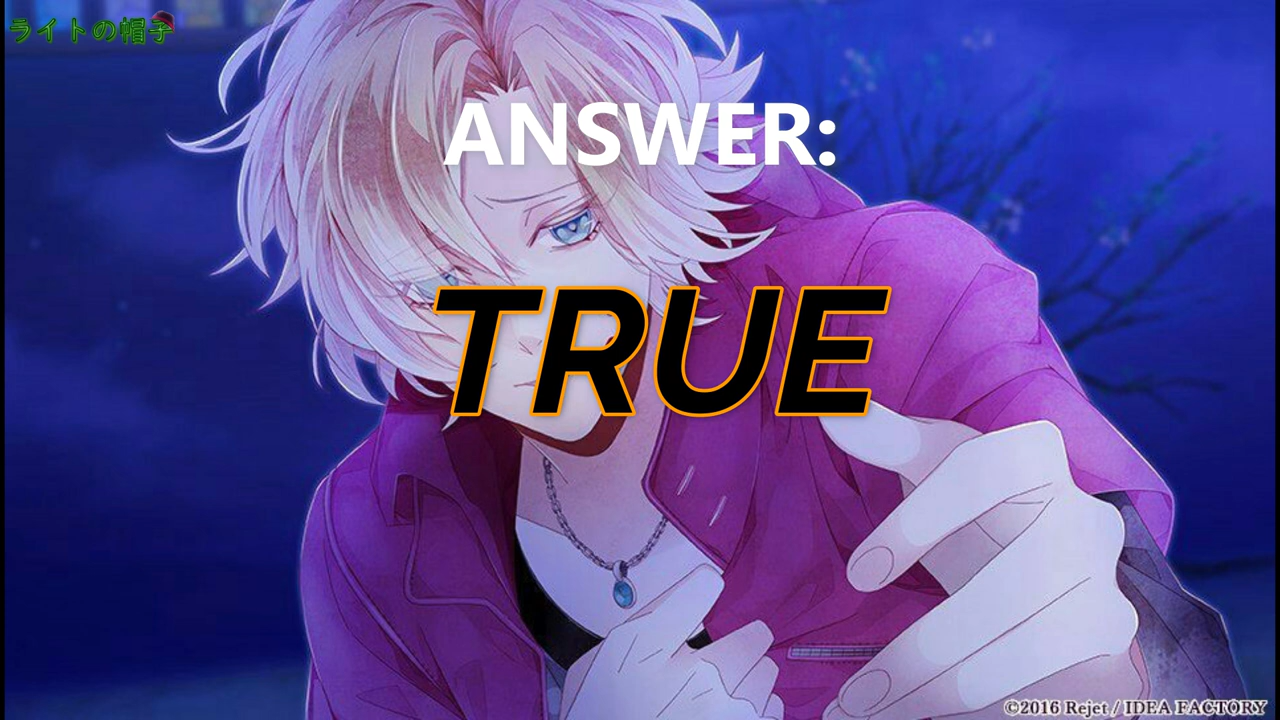 ライトの帽子
ANSWER:
TRUE
©2016 Rejet / IDEA FACTORY